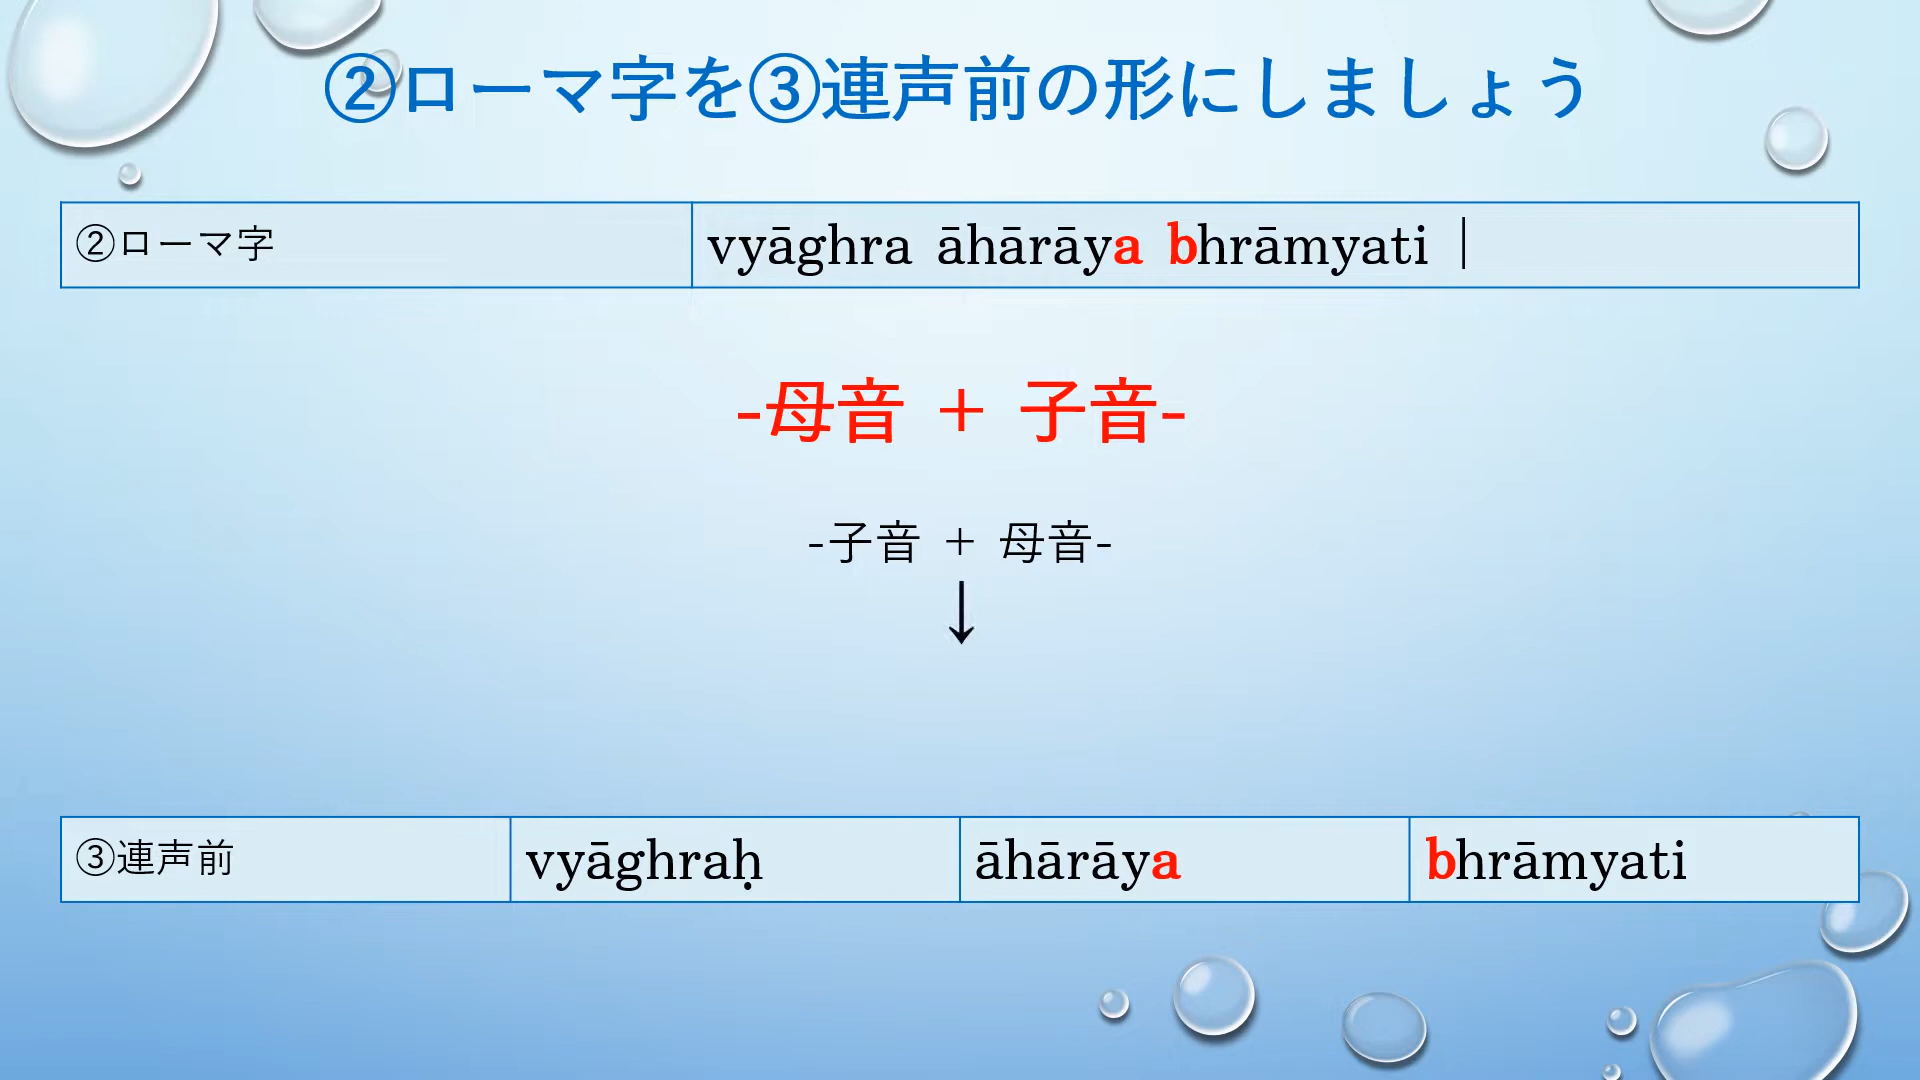 ②ローマ字を③連声前の形にしましょう
②ローマ字 vyāghra āhārāya bhrāmyati ｜
-母音 + 子音-
-子音 + 母音-
↓
③連声前 vyāghraḥ āhārāya bhrāmyati